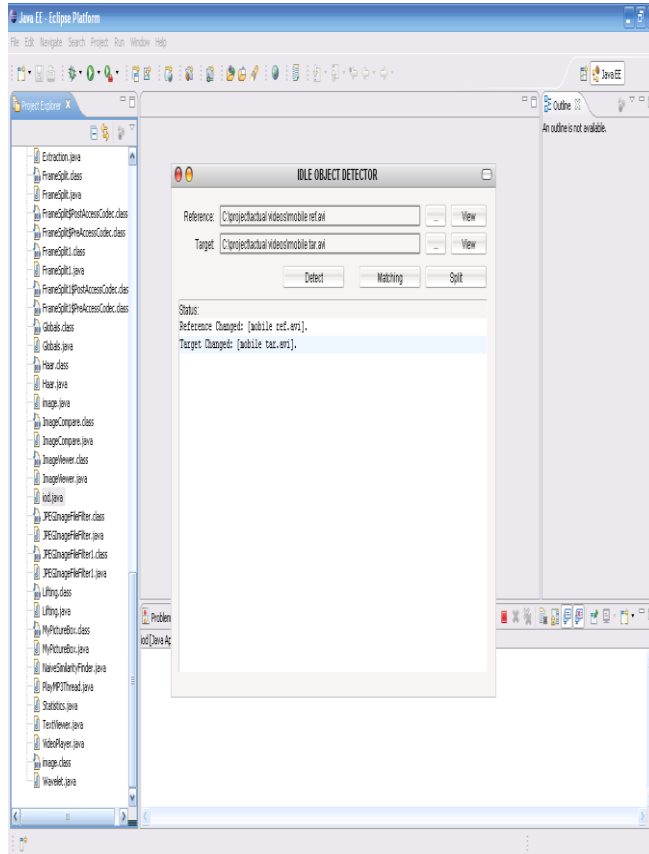 Java EE - Eclipse Platform
File Edit Navigate Search Project Run Window Help
Java EE
Project Explorer
Extraction.java
FrameSplit.class
FrameSplit.java
FrameSplit$PostAccessCodec.class
FrameSplit$PreAccessCodec.class
FrameSplit1.class
FrameSplit1.java
FrameSplit1$PostAccessCodec.clas
FrameSplit1$PreAccessCodec.class
Globals.class
Globals.java
Haar.class
Haar.java
image.java
ImageCompare.class
ImageCompare.java
ImageViewer.class
ImageViewer.java
iod.java
JPEGImageFileFilter.class
JPEGImageFileFilter.java
JPEGImageFileFilter1.class
JPEGImageFileFilter1.java
Lifting.class
Lifting.java
MyPictureBox.class
MyPictureBox.java
NaiveSimilarityFinder.java
PlayMP3Thread.java
Statistics.java
TextViewer.java
VideoPlayer.java
image.class
Wavelet.java
IDLE OBJECT DETECTOR
Reference: C:\project\actual videos\mobile ref.avi ... View
Target: C:\project\actual videos\mobile tar.avi ... View
Detect Matching Split
Status:
Reference Changed: [mobile ref.avi].
Target Changed: [mobile tar.avi].
Problem
iod [Java Ap
Outline
An outline is not available.